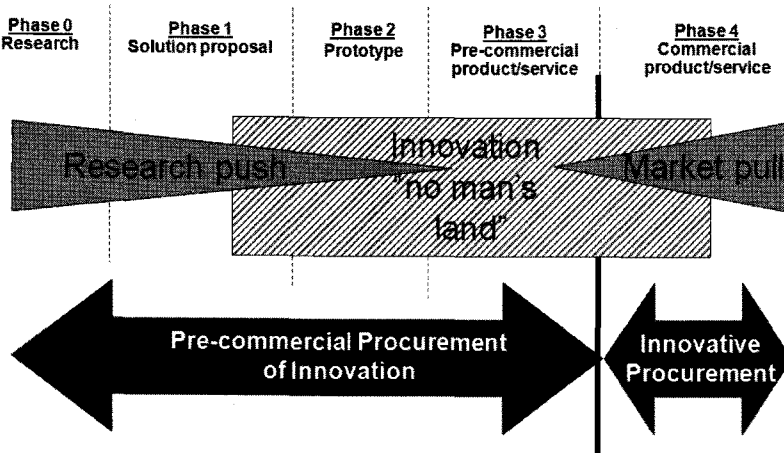 Phase 0
Research
Phase 1
Solution proposal
Phase 2
Prototype
Phase 3
Pre-commercial
product/service
Phase 4
Commercial
product/service
Research push
Innovation
"no man's
land"
Market pull
Pre-commercial Procurement
of Innovation
Innovative
Procurement